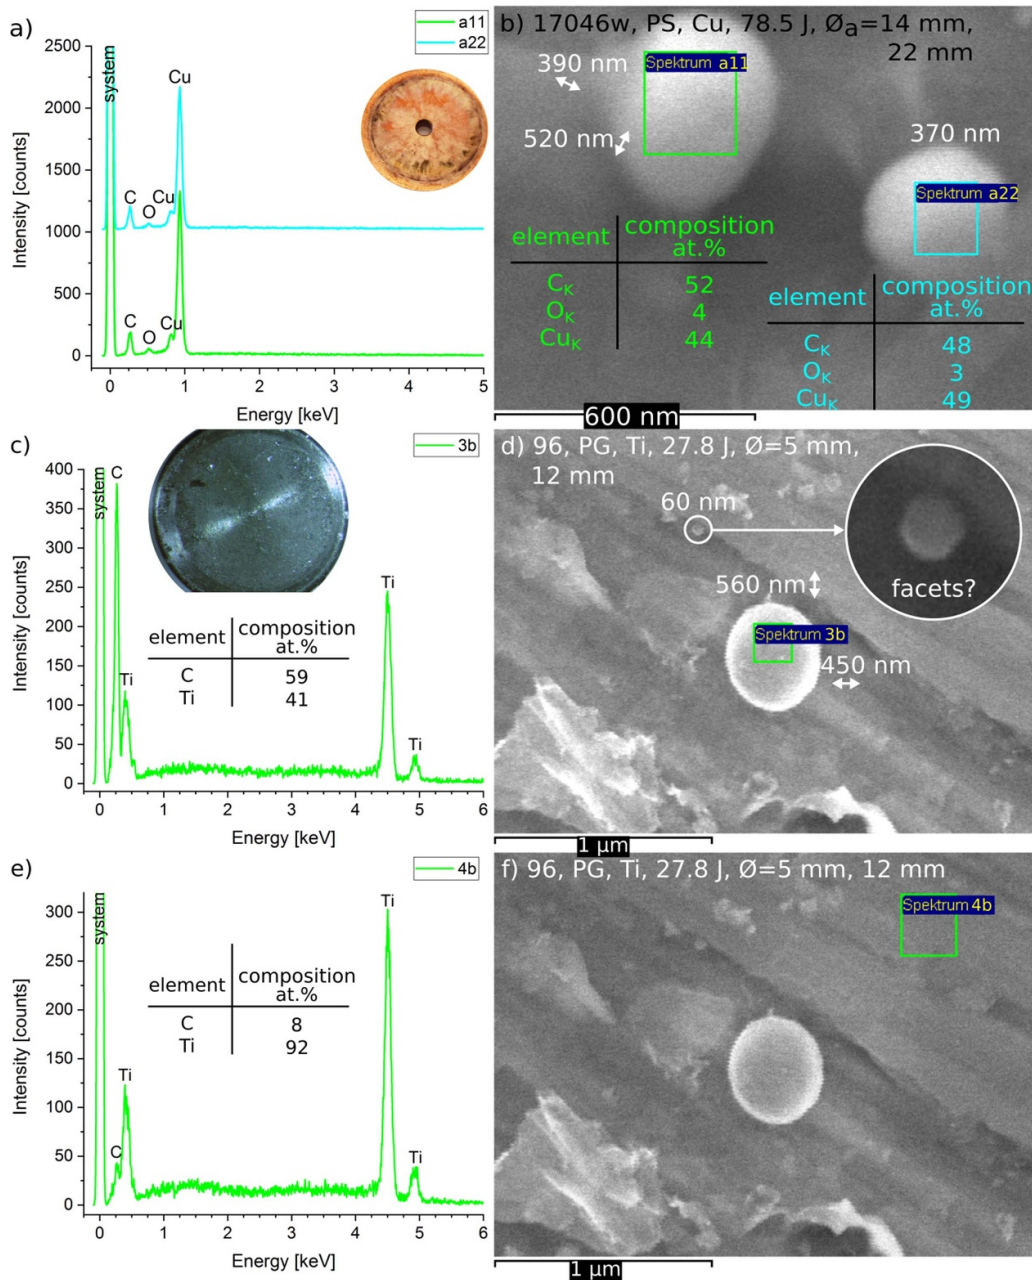 a)
a11
a22
2500
2000
1500
1000
500
0
Intensity [counts]
system
C
O
Cu
Cu
C
O
Cu
0
1
2
3
4
5
Energy [keV]
b) 17046w, PS, Cu, 78.5 J, Øa=14 mm,
22 mm
390 nm
520 nm
Spektrum a11
370 nm
Spektrum a22
element composition
at.%
CK 52
OK 4
CuK 44
element composition
at.%
CK 48
OK 3
CuK 49
600 nm
c)
3b
400
350
300
250
200
150
100
50
0
Intensity [counts]
system
C
Ti
Ti
Ti
element composition
at.%
C 59
Ti 41
0
1
2
3
4
5
6
Energy [keV]
d) 96, PG, Ti, 27.8 J, Ø=5 mm,
12 mm
60 nm
facets?
560 nm
Spektrum 3b
450 nm
1 µm
e)
4b
300
250
200
150
100
50
0
Intensity [counts]
system
C
Ti
Ti
Ti
element composition
at.%
C 8
Ti 92
0
1
2
3
4
5
6
Energy [keV]
f) 96, PG, Ti, 27.8 J, Ø=5 mm, 12 mm
Spektrum 4b
1 µm